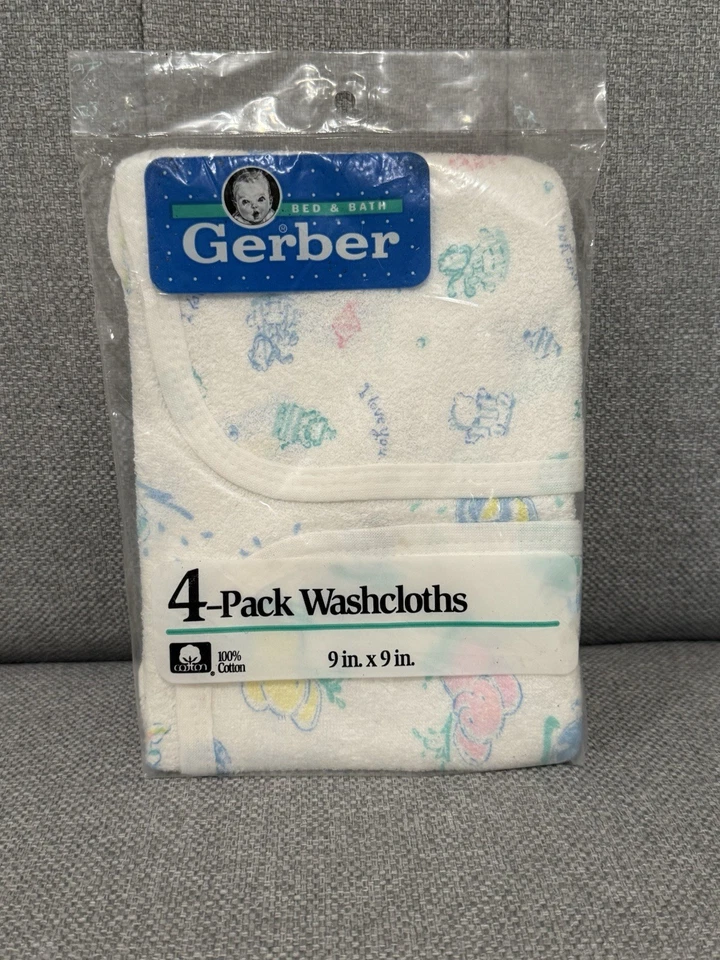 BED & BATH
Gerber®
I love you
4-Pack Washcloths
cotton
100%
Cotton
9 in. x 9 in.